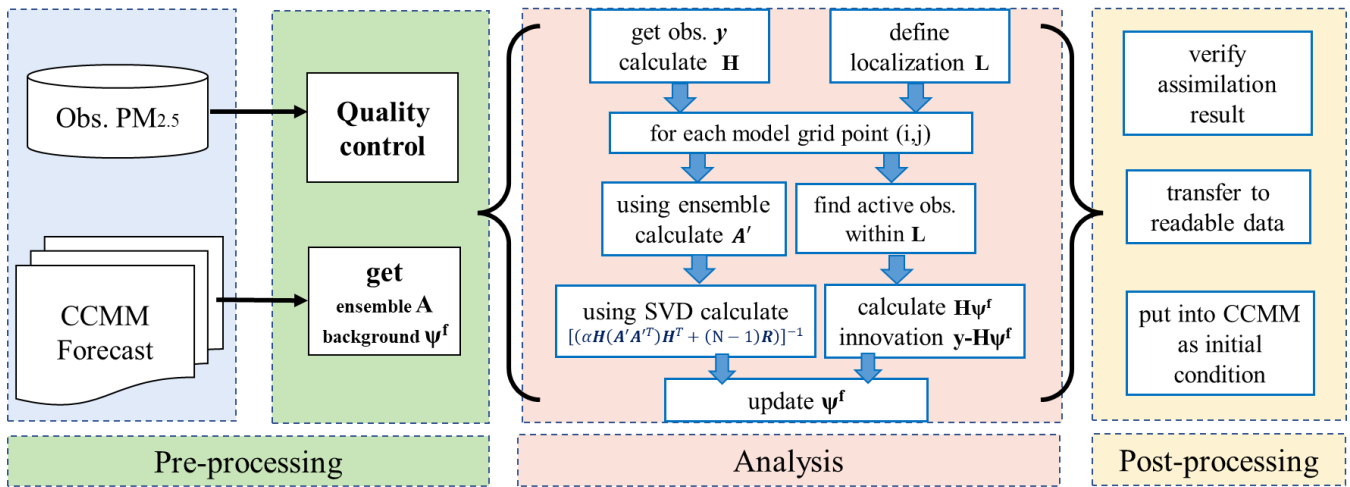 Obs. PM2.5
CCMM
Forecast
Quality
control
get
ensemble A
background ψᶠ
Pre-processing
get obs. y
calculate H
define
localization L
for each model grid point (i,j)
using ensemble
calculate A′
find active obs.
within L
using SVD calculate
[(αH(A′A′ᵀ)Hᵀ + (N − 1)R)]⁻¹
calculate Hψᶠ
innovation y-Hψᶠ
update ψᶠ
Analysis
verify
assimilation
result
transfer to
readable data
put into CCMM
as initial
condition
Post-processing